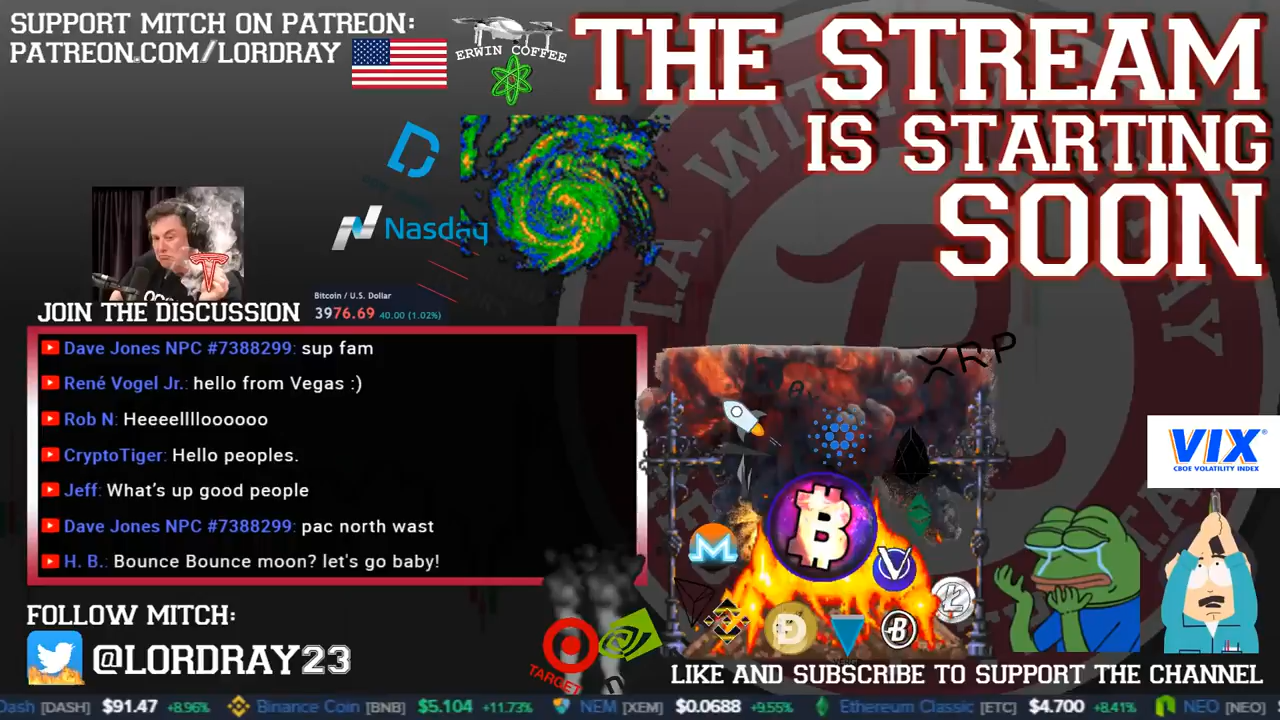 SUPPORT MITCH ON PATREON:
PATREON.COM/LORDRAY
ERWIN COFFEE
THE STREAM
IS STARTING
SOON
Nasdaq
Bitcoin / U.S. Dollar
3976.69 40.00 (1.02%)
JOIN THE DISCUSSION
Dave Jones NPC #7388299: sup fam
René Vogel Jr.: hello from Vegas :)
Rob N: Heeeelllloooooo
CryptoTiger: Hello peoples.
Jeff: What's up good people
Dave Jones NPC #7388299: pac north wast
H. B.: Bounce Bounce moon? let's go baby!
XRP
VIX®
CBOE VOLATILITY INDEX
FOLLOW MITCH:
@LORDRAY23
TARGET
LIKE AND SUBSCRIBE TO SUPPORT THE CHANNEL
Dash [DASH] $91.47 +8.96% Binance Coin [BNB] $5.104 +11.73% NEM [XEM] $0.0688 +9.55% Ethereum Classic [ETC] $4.700 +8.41% NEO [NEO]